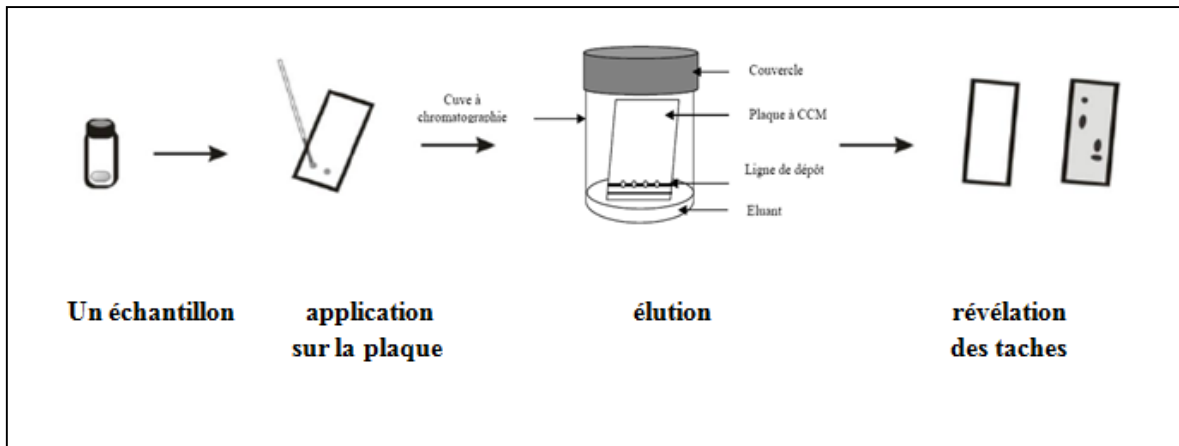 Couvercle
Cuve à
chromatographie
Plaque à CCM
Ligne de dépôt
Eluant
Un échantillon
application
sur la plaque
élution
révélation
des taches